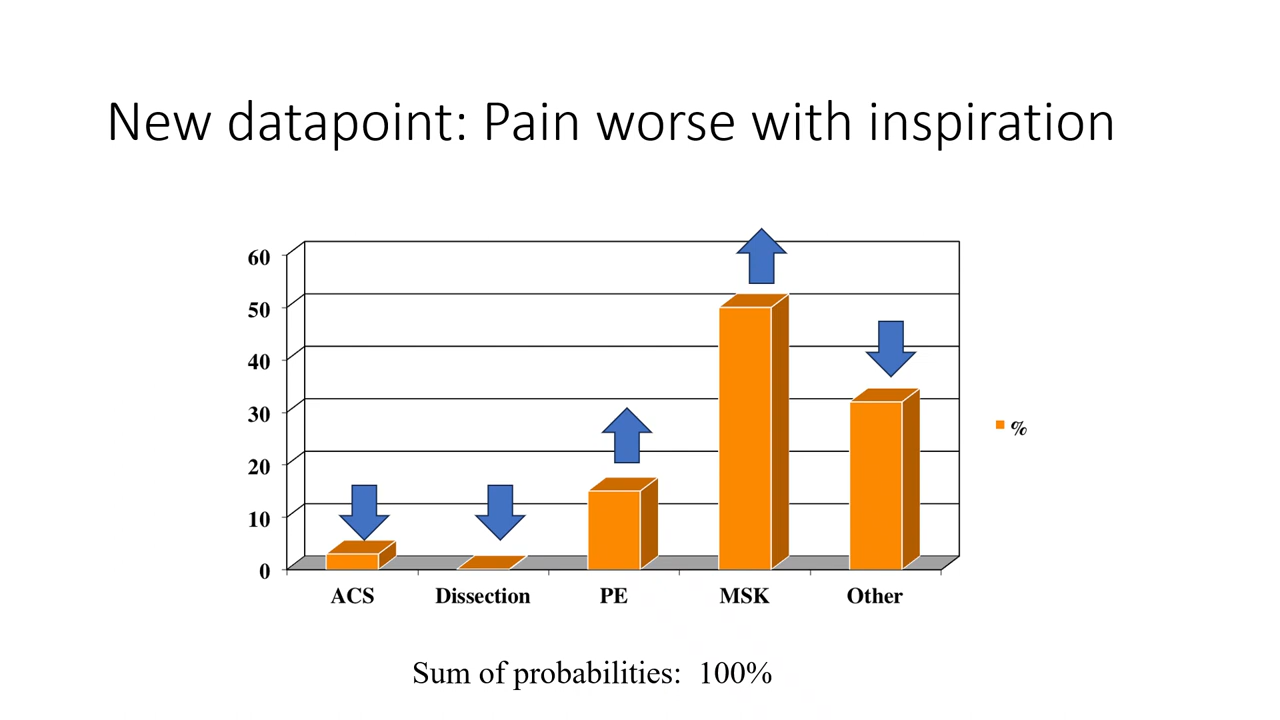 New datapoint: Pain worse with inspiration
60
50
40
30
20
10
0
ACS Dissection PE MSK Other
%
Sum of probabilities: 100%